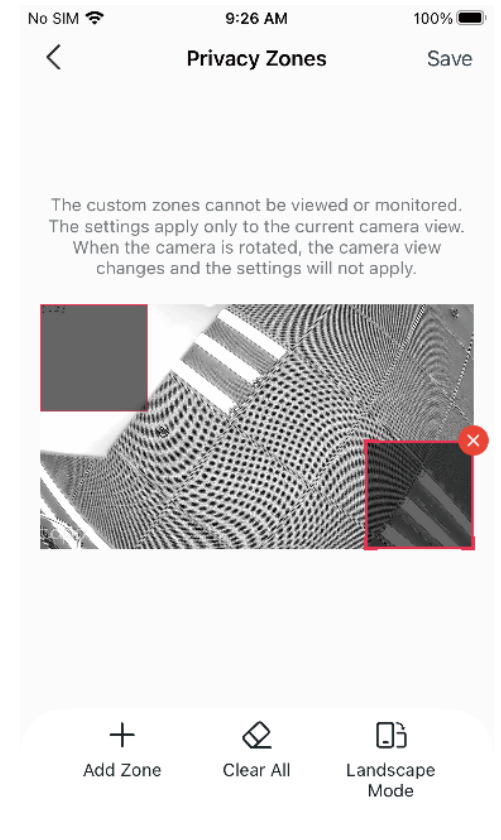 No SIM 9:26 AM 100%
Privacy Zones Save
The custom zones cannot be viewed or monitored.
The settings apply only to the current camera view.
When the camera is rotated, the camera view
changes and the settings will not apply.
Add Zone Clear All Landscape
Mode